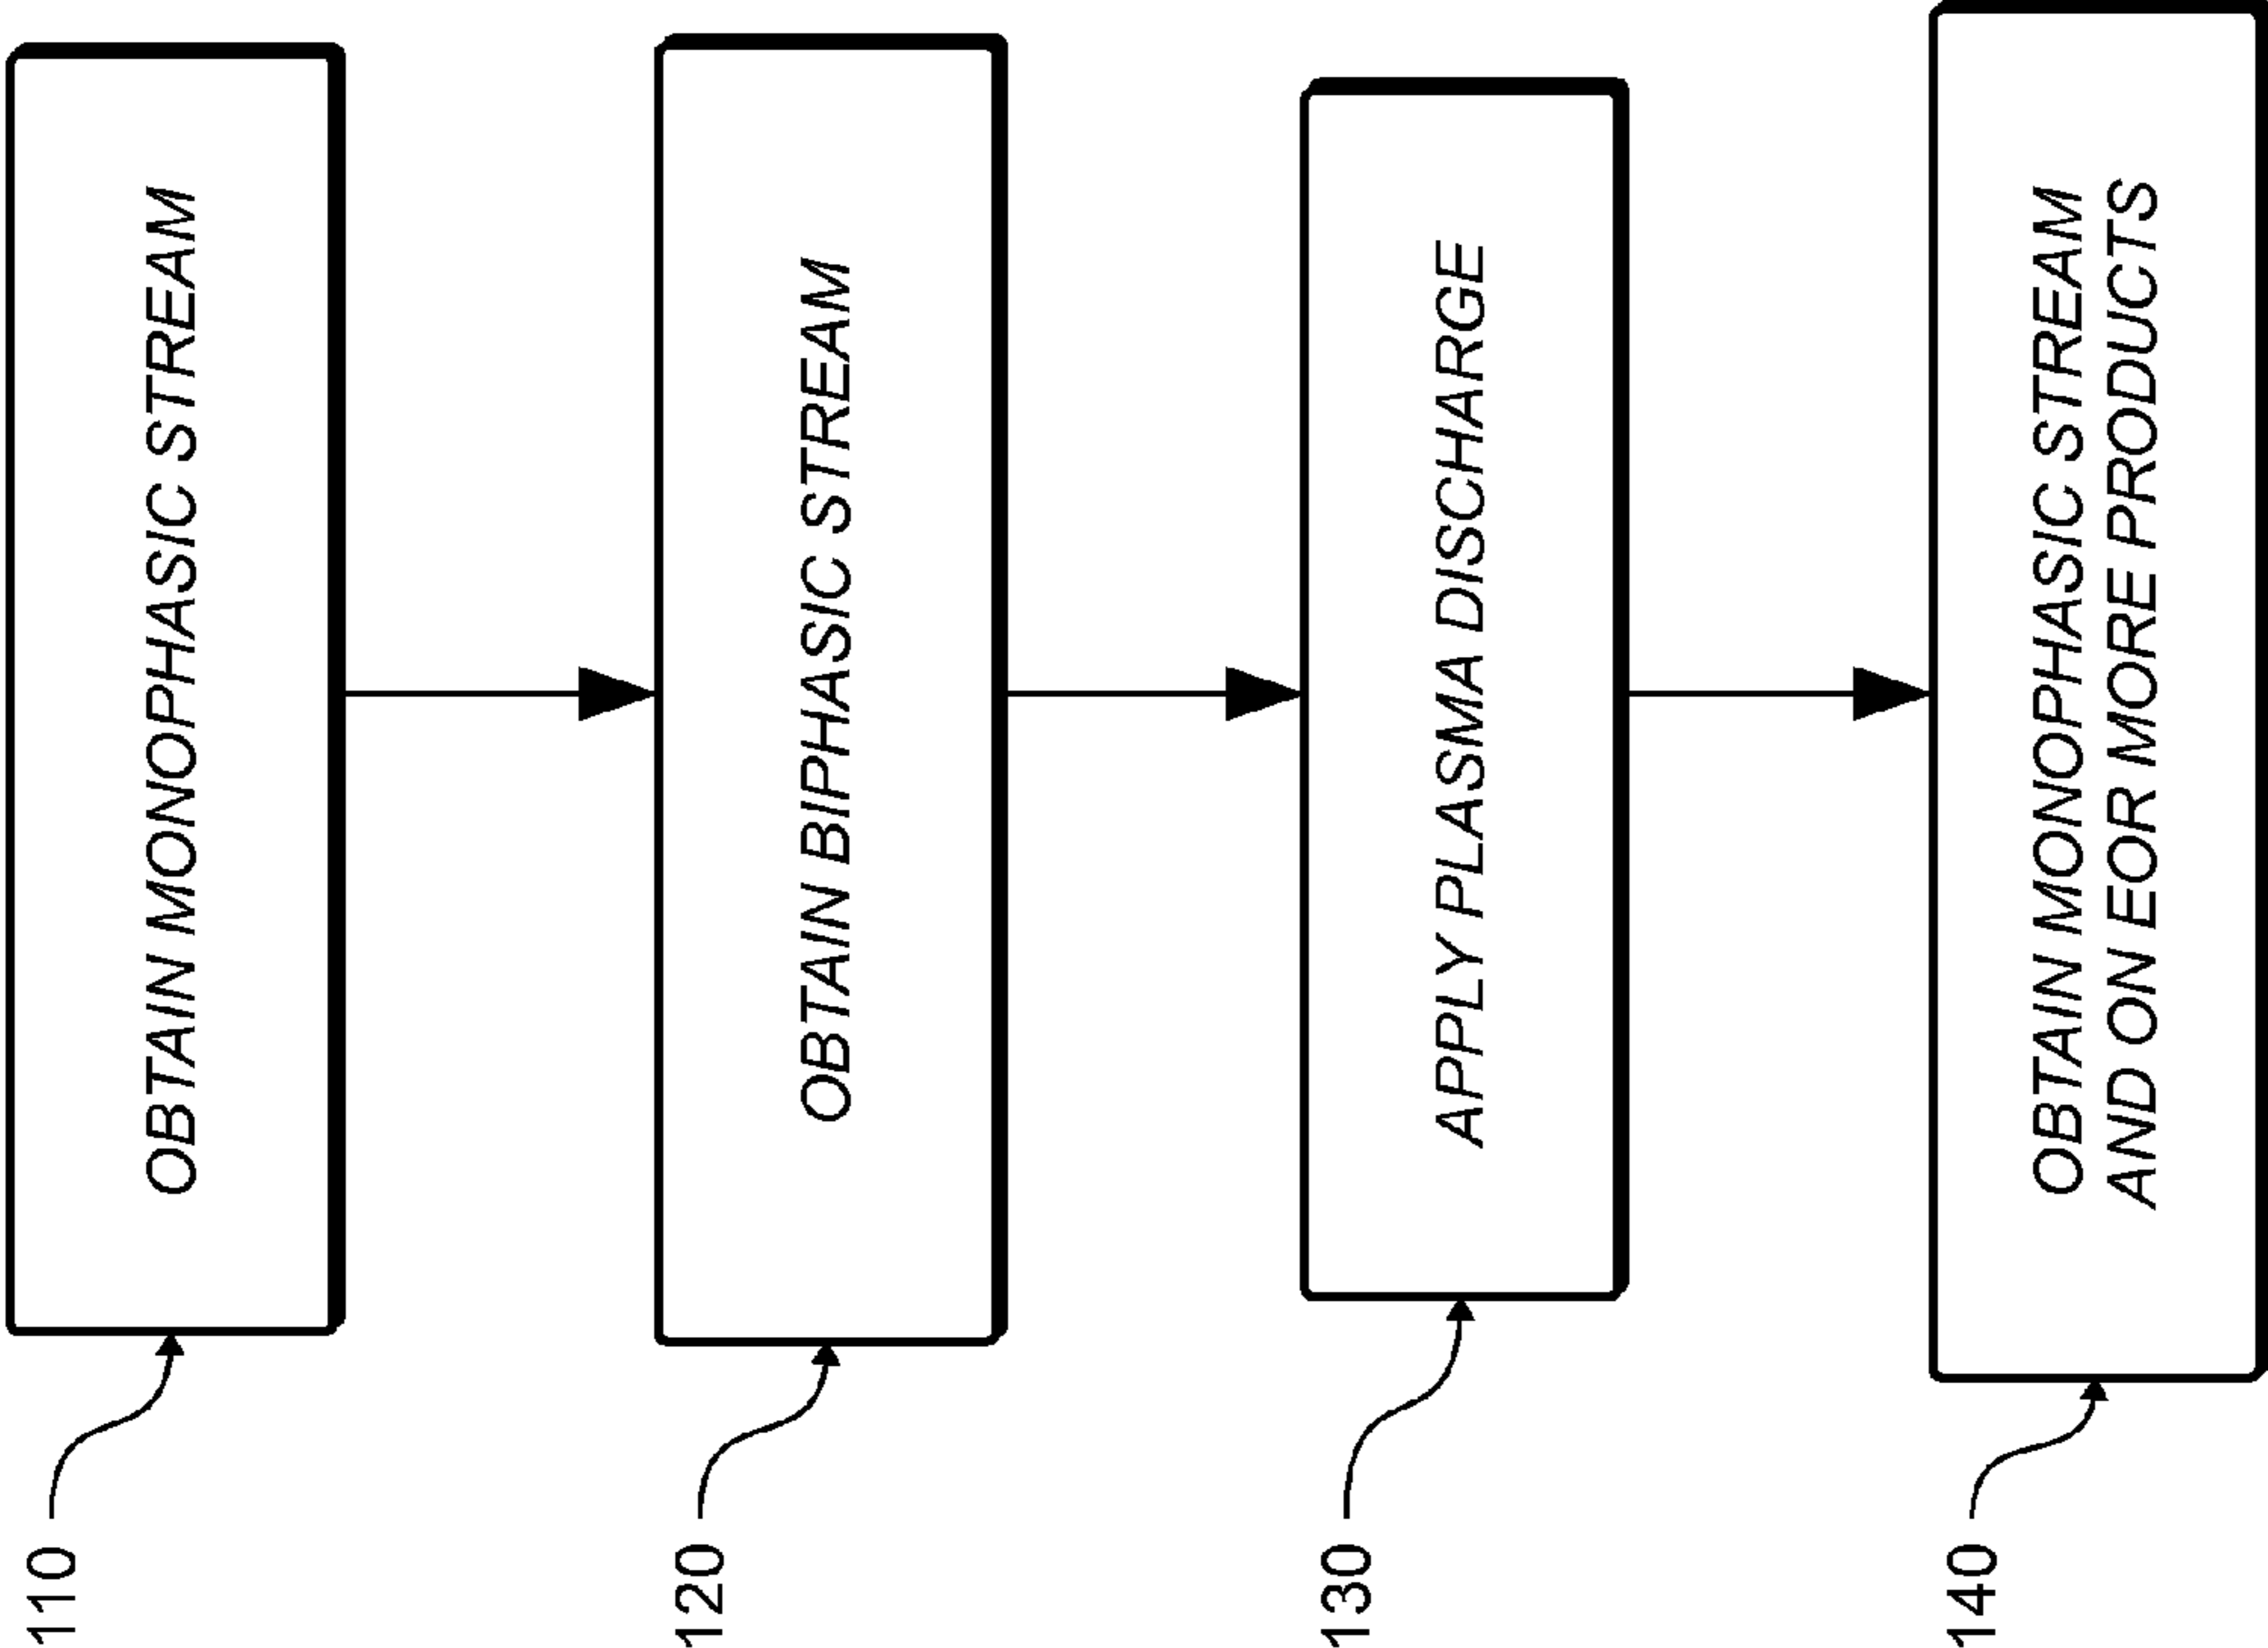 110
OBTAIN MONOPHASIC STREAM
120
OBTAIN BIPHASIC STREAM
130
APPLY PLASMA DISCHARGE
140
OBTAIN MONOPHASIC STREAM
AND ON EOR MORE PRODUCTS